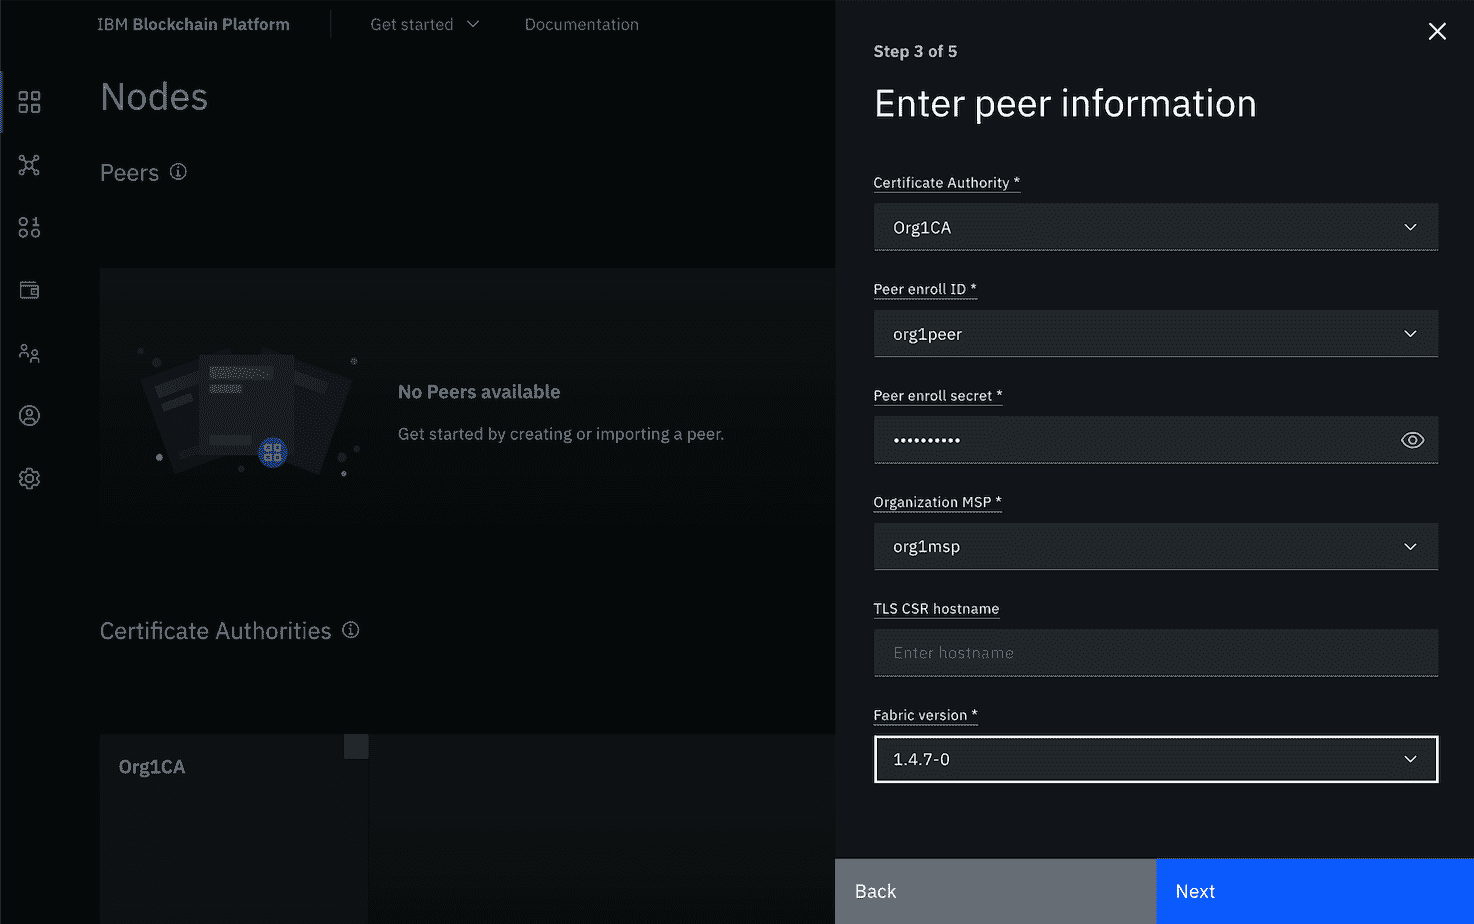 IBM Blockchain Platform
Get started
Documentation
Nodes
Peers
No Peers available
Get started by creating or importing a peer.
Certificate Authorities
Org1CA
Step 3 of 5
Enter peer information
Certificate Authority *
Org1CA
Peer enroll ID *
org1peer
Peer enroll secret *
••••••••••
Organization MSP *
org1msp
TLS CSR hostname
Enter hostname
Fabric version *
1.4.7-0
Back
Next